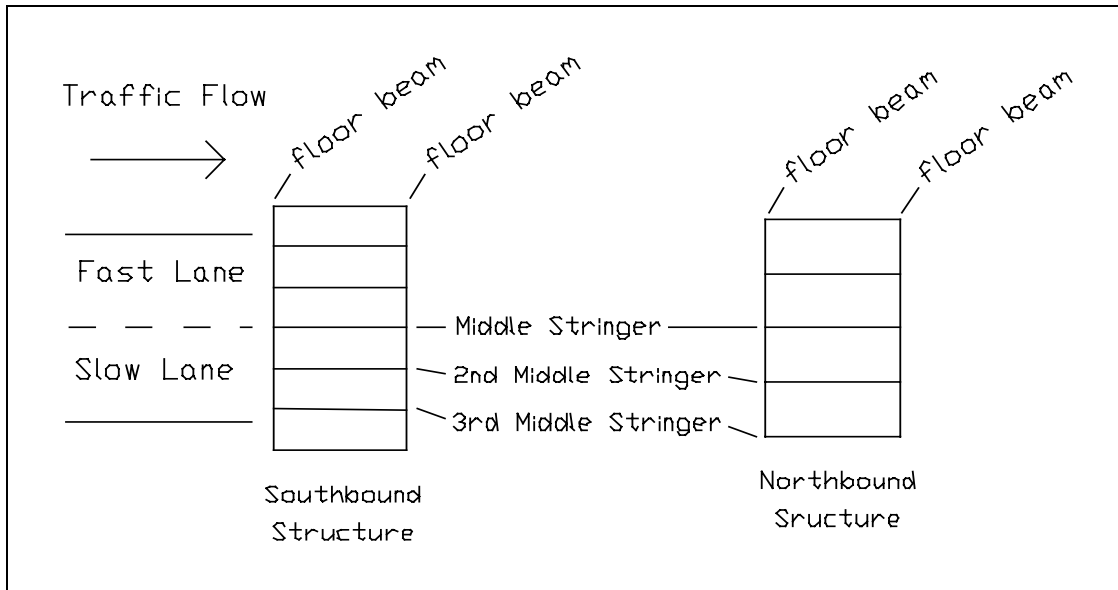 Traffic Flow
floor beam
floor beam
floor beam
floor beam
Fast Lane
Slow Lane
Middle Stringer
2nd Middle Stringer
3rd Middle Stringer
Southbound
Structure
Northbound
Sructure